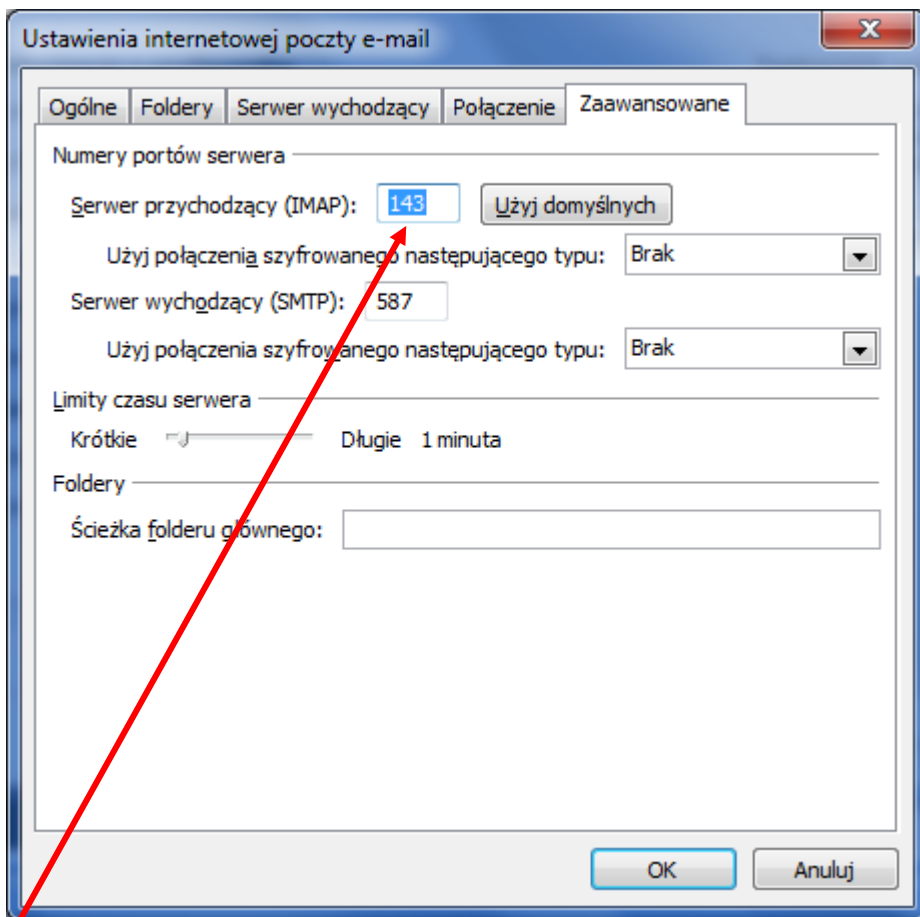 Ustawienia internetowej poczty e-mail
Ogólne Foldery Serwer wychodzący Połączenie Zaawansowane
Numery portów serwera
Serwer przychodzący (IMAP): 143 Użyj domyślnych
Użyj połączenia szyfrowanego następującego typu: Brak
Serwer wychodzący (SMTP): 587
Użyj połączenia szyfrowanego następującego typu: Brak
Limity czasu serwera
Krótkie Długie 1 minuta
Foldery
Ścieżka folderu głównego:
OK Anuluj